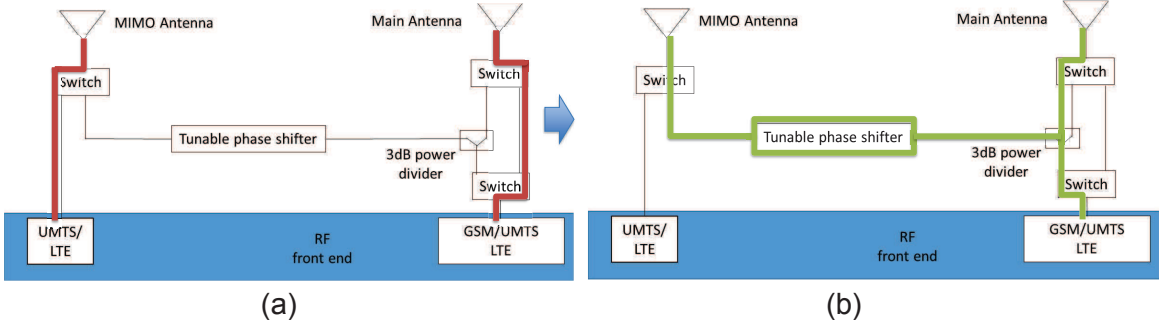 MIMO Antenna
Main Antenna
Switch
Switch
Tunable phase shifter
3dB power
divider
Switch
UMTS/
LTE
RF
front end
GSM/UMTS
LTE
(a)
MIMO Antenna
Main Antenna
Switch
Switch
Tunable phase shifter
3dB power
divider
Switch
UMTS/
LTE
RF
front end
GSM/UMTS
LTE
(b)